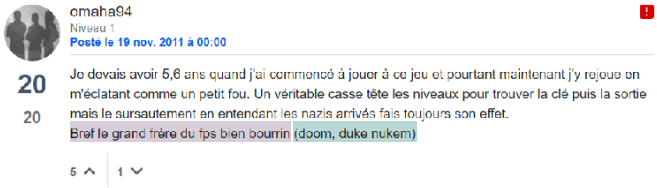 omaha94
Niveau 1
Posté le 19 nov. 2011 à 00:00
20
20
Je devais avoir 5,6 ans quand j'ai commencé à jouer à ce jeu et pourtant maintenant j'y rejoue en
m'éclatant comme un petit fou. Un véritable casse tête les niveaux pour trouver la clé puis la sortie
mais le sursautement en entendant les nazis arrivés fais toujours son effet.
Bref le grand frère du fps bien bourrin (doom, duke nukem)
5 1